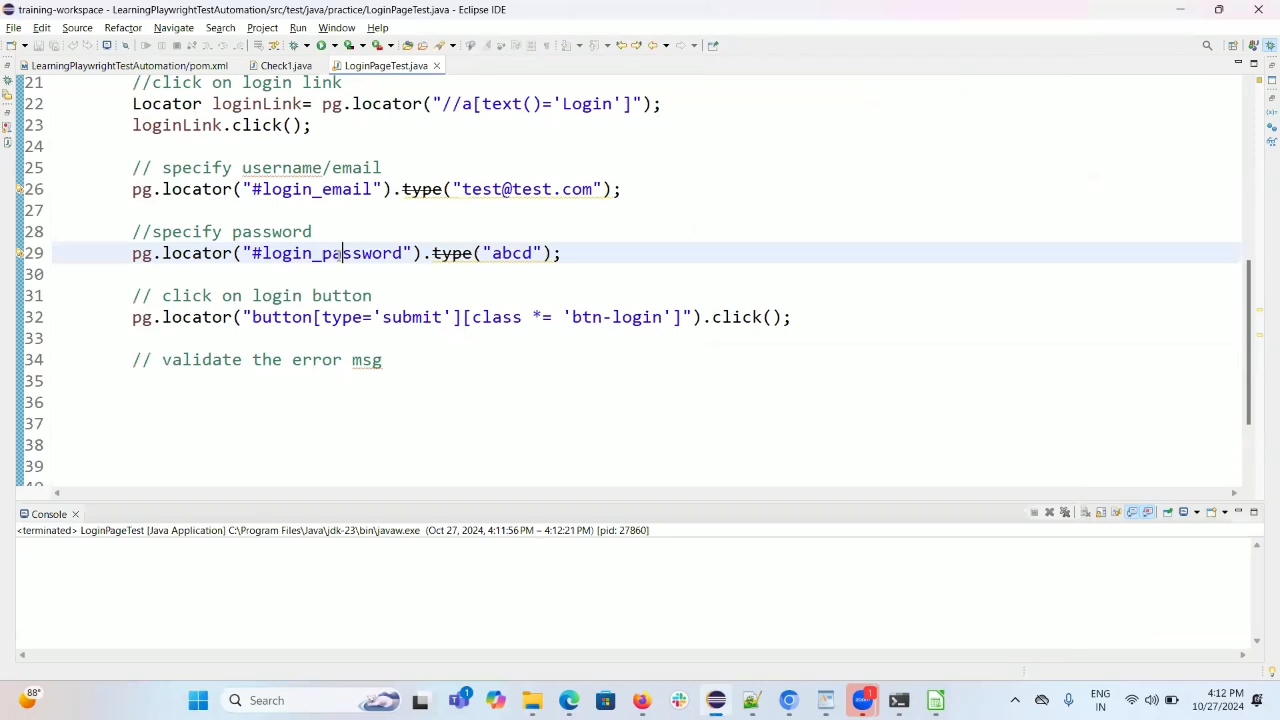 training-workspace - LearningPlaywrightTestAutomation/src/test/java/practice/LoginPageTest.java - Eclipse IDE
File Edit Source Refactor Navigate Search Project Run Window Help
LearningPlaywrightTestAutomation/pom.xml Check1.java LoginPageTest.java
21 //click on login link
22 Locator loginLink= pg.locator("//a[text()='Login']");
23 loginLink.click();
24
25 // specify username/email
26 pg.locator("#login_email").type("test@test.com");
27
28 //specify password
29 pg.locator("#login_password").type("abcd");
30
31 // click on login button
32 pg.locator("button[type='submit'][class *= 'btn-login']").click();
33
34 // validate the error msg
35
36
37
38
39
Console
<terminated> LoginPageTest [Java Application] C:\Program Files\Java\jdk-23\bin\javaw.exe (Oct 27, 2024, 4:11:56 PM – 4:12:21 PM) [pid: 27860]
88°
Search
1
1
ENG
IN
4:12 PM
10/27/2024